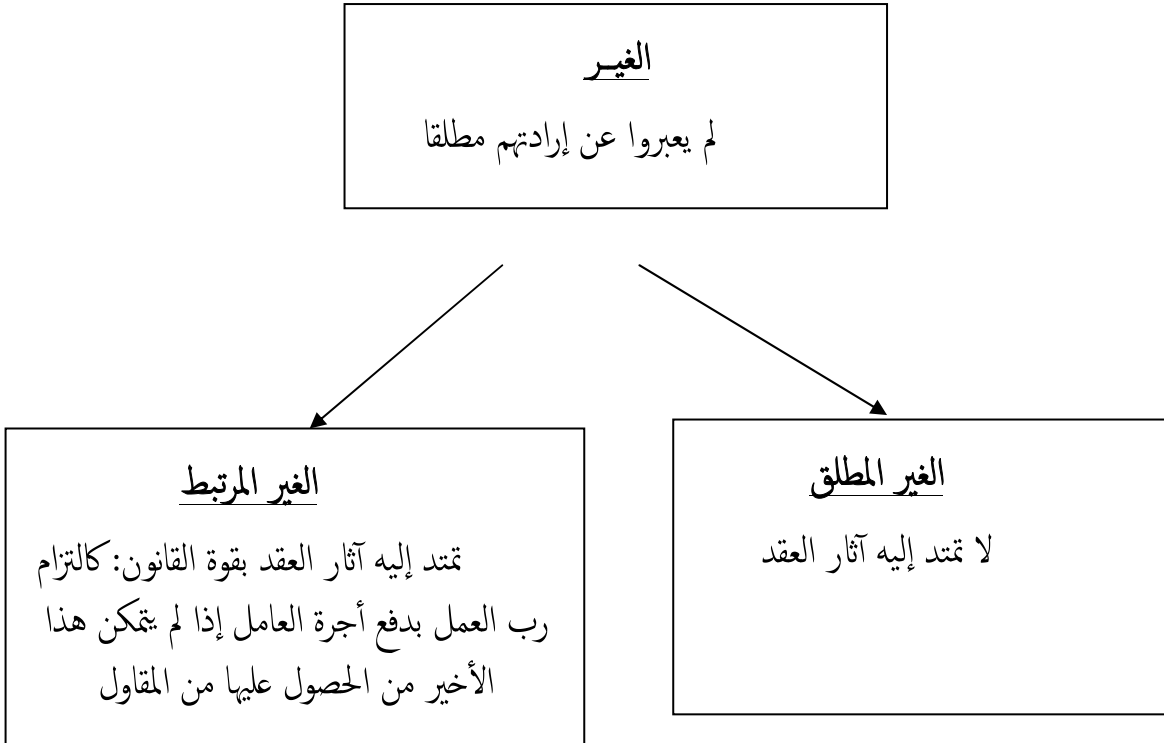 الغيـر
لم يعبروا عن إرادتهم مطلقا
الغير المطلق
لا تمتد إليه آثار العقد
الغير المرتبط
تمتد إليه آثار العقد بقوة القانون: كالتزام
رب العمل بدفع أجرة العامل إذا لم يتمكن هذا
الأخير من الحصول عليها من المقاول